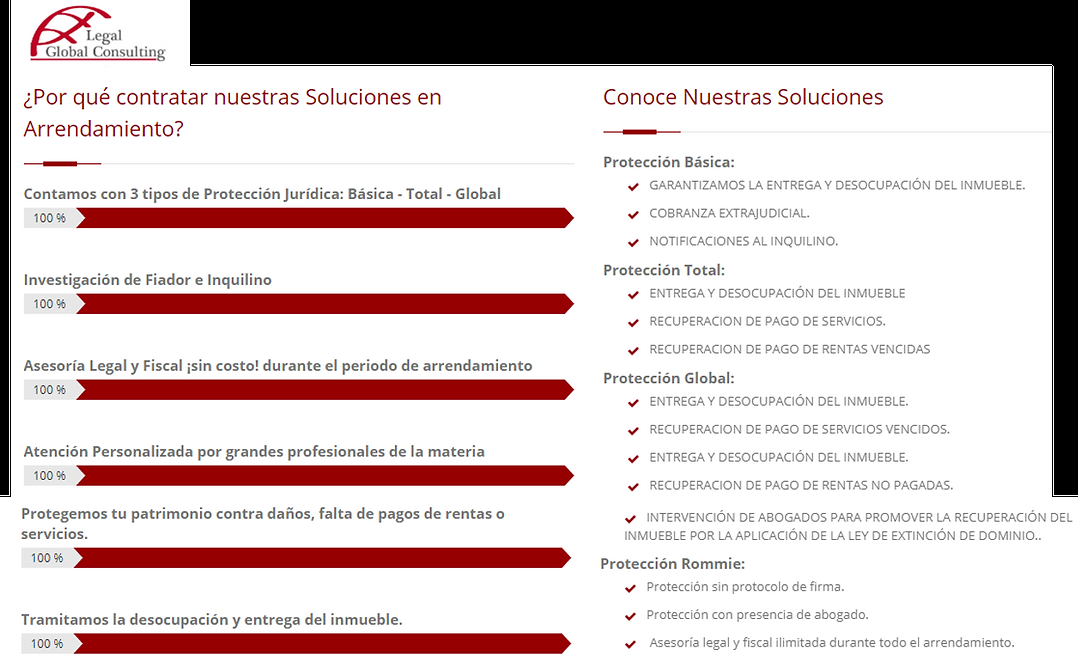 Legal
Global Consulting
¿Por qué contratar nuestras Soluciones en
Arrendamiento?
Contamos con 3 tipos de Protección Jurídica: Básica - Total - Global
100 %
Investigación de Fiador e Inquilino
100 %
Asesoría Legal y Fiscal ¡sin costo! durante el periodo de arrendamiento
100 %
Atención Personalizada por grandes profesionales de la materia
100 %
Protegemos tu patrimonio contra daños, falta de pagos de rentas o
servicios.
100 %
Tramitamos la desocupación y entrega del inmueble.
100 %
Conoce Nuestras Soluciones
Protección Básica:
GARANTIZAMOS LA ENTREGA Y DESOCUPACIÓN DEL INMUEBLE.
COBRANZA EXTRAJUDICIAL.
NOTIFICACIONES AL INQUILINO.
Protección Total:
ENTREGA Y DESOCUPACIÓN DEL INMUEBLE
RECUPERACION DE PAGO DE SERVICIOS.
RECUPERACION DE PAGO DE RENTAS VENCIDAS
Protección Global:
ENTREGA Y DESOCUPACIÓN DEL INMUEBLE.
RECUPERACION DE PAGO DE SERVICIOS VENCIDOS.
ENTREGA Y DESOCUPACIÓN DEL INMUEBLE.
RECUPERACION DE PAGO DE RENTAS NO PAGADAS.
INTERVENCIÓN DE ABOGADOS PARA PROMOVER LA RECUPERACIÓN DEL
INMUEBLE POR LA APLICACIÓN DE LA LEY DE EXTINCIÓN DE DOMINIO..
Protección Rommie:
Protección sin protocolo de firma.
Protección con presencia de abogado.
Asesoría legal y fiscal ilimitada durante todo el arrendamiento.